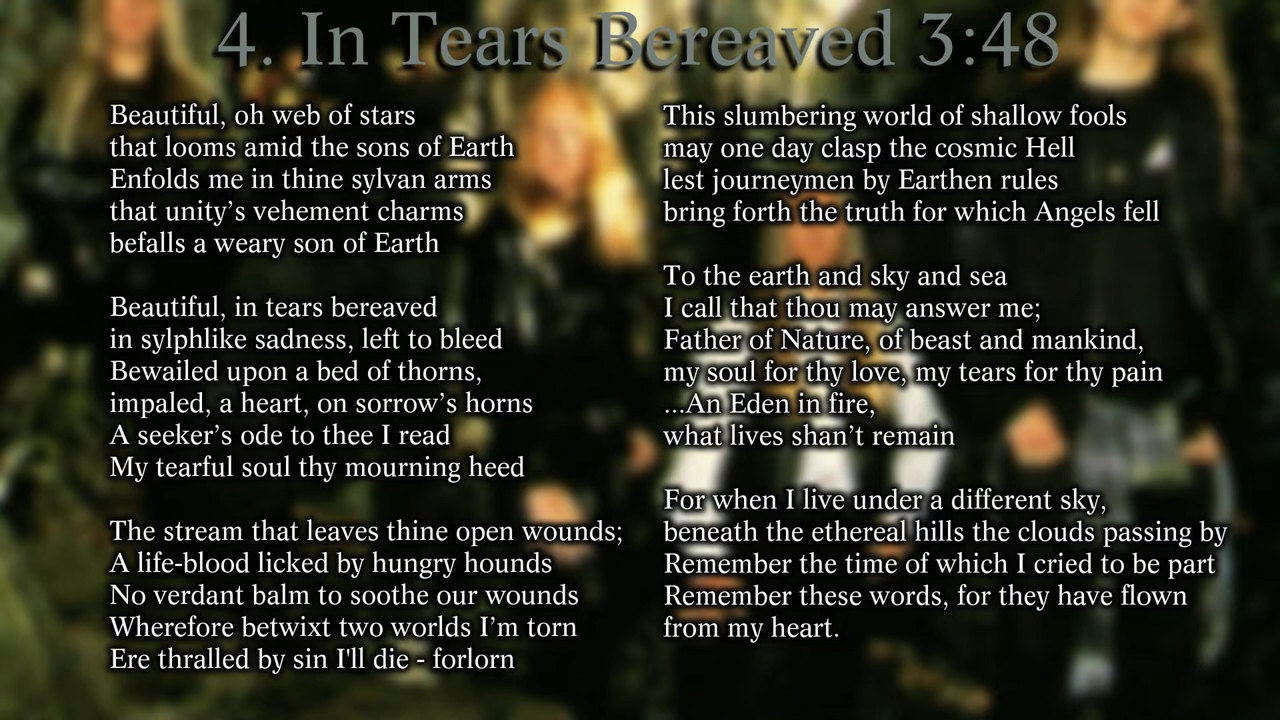 4. In Tears Bereaved 3:48
Beautiful, oh web of stars
that looms amid the sons of Earth
Enfolds me in thine sylvan arms
that unity’s vehement charms
befalls a weary son of Earth
Beautiful, in tears bereaved
in sylphlike sadness, left to bleed
Bewailed upon a bed of thorns,
impaled, a heart, on sorrow’s horns
A seeker’s ode to thee I read
My tearful soul thy mourning heed
The stream that leaves thine open wounds;
A life-blood licked by hungry hounds
No verdant balm to soothe our wounds
Wherefore betwixt two worlds I’m torn
Ere thralled by sin I'll die - forlorn
This slumbering world of shallow fools
may one day clasp the cosmic Hell
lest journeymen by Earthen rules
bring forth the truth for which Angels fell
To the earth and sky and sea
I call that thou may answer me;
Father of Nature, of beast and mankind,
my soul for thy love, my tears for thy pain
...An Eden in fire,
what lives shan’t remain
For when I live under a different sky,
beneath the ethereal hills the clouds passing by
Remember the time of which I cried to be part
Remember these words, for they have flown
from my heart.